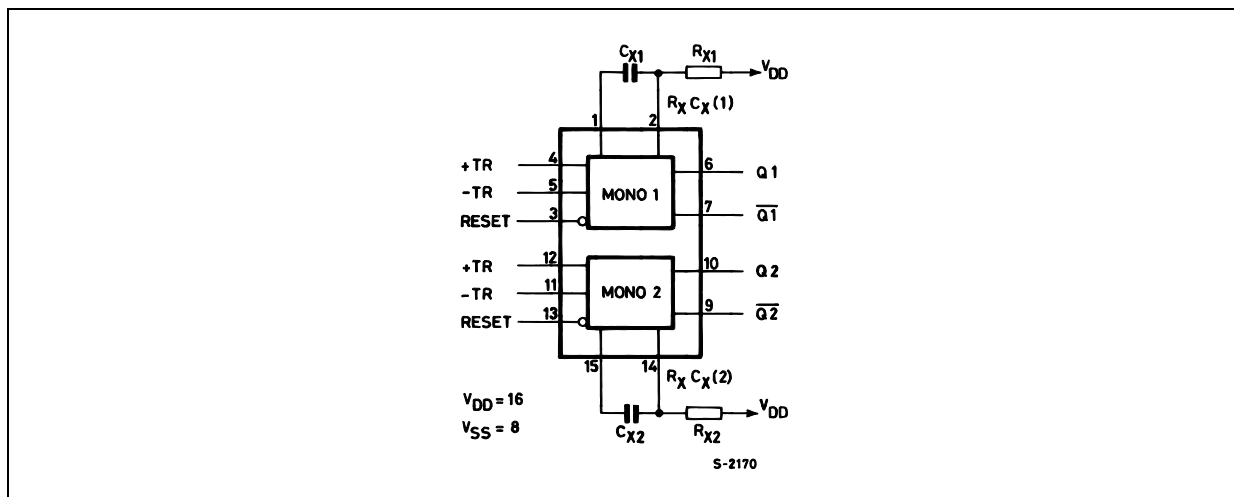 CX1 RX1 VDD
RX CX(1)
1 2
+TR 4 6 Q1
-TR 5 MONO 1
RESET 3 7 Q1
+TR 12 10 Q2
-TR 11 MONO 2
RESET 13 9 Q2
15 14 RX CX(2)
VDD = 16
VSS = 8
CX2 RX2 VDD
S-2170